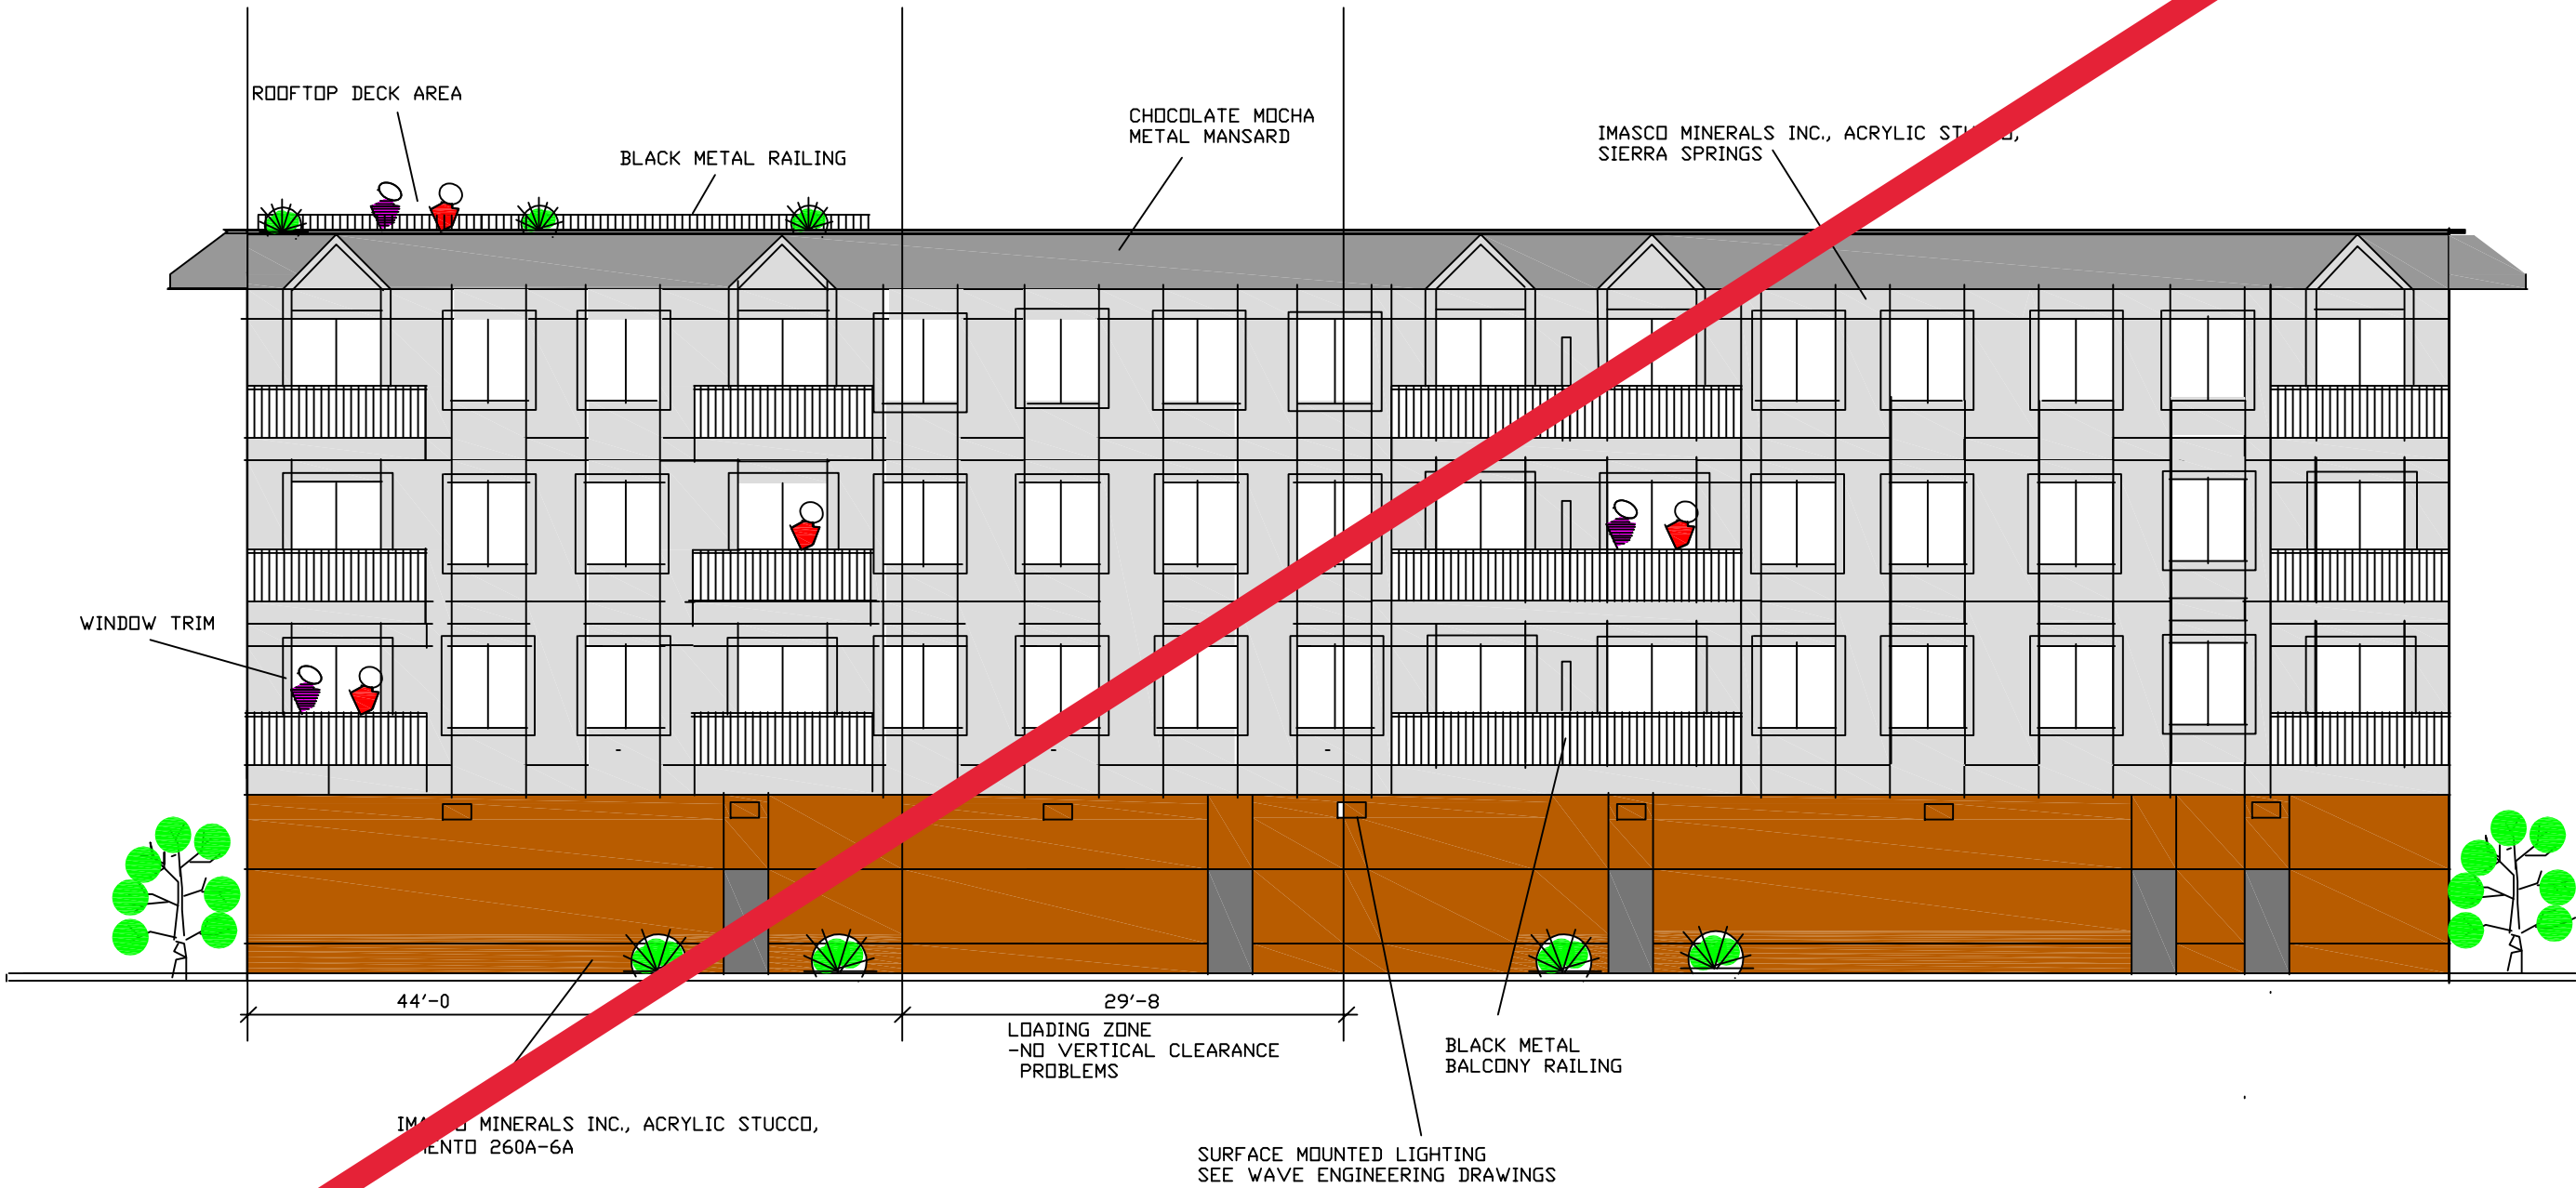 ROOFTOP DECK AREA
BLACK METAL RAILING
CHOCOLATE MOCHA
METAL MANSARD
IMASCO MINERALS INC., ACRYLIC
SIERRA SPRINGS
WINDOW TRIM
44'-0
29'-8
LOADING ZONE
-NO VERTICAL CLEARANCE
PROBLEMS
BLACK METAL
BALCONY RAILING
MINERALS INC., ACRYLIC STUCCO,
260A-6A
SURFACE MOUNTED LIGHTING
SEE WAVE ENGINEERING DRAWINGS